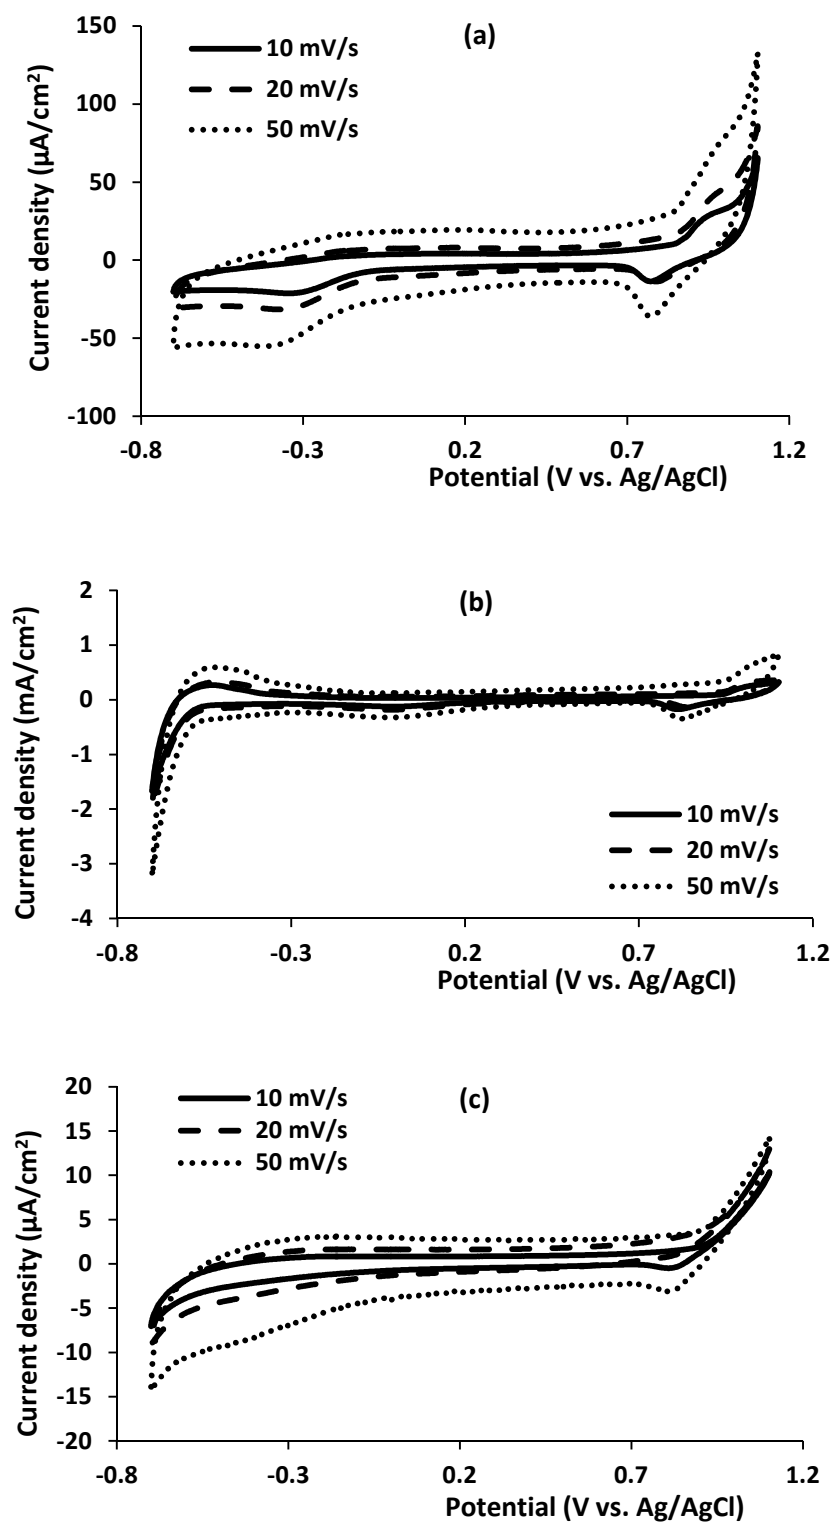 (a)
10 mV/s
20 mV/s
50 mV/s
Current density (µA/cm²)
150
100
50
0
-50
-100
-0.8 -0.3 0.2 0.7 1.2
Potential (V vs. Ag/AgCl)
(b)
Current density (mA/cm²)
2
1
0
-1
-2
-3
-4
10 mV/s
20 mV/s
50 mV/s
-0.8 -0.3 0.2 0.7 1.2
Potential (V vs. Ag/AgCl)
(c)
10 mV/s
20 mV/s
50 mV/s
Current density (µA/cm²)
20
15
10
5
0
-5
-10
-15
-20
-0.8 -0.3 0.2 0.7 1.2
Potential (V vs. Ag/AgCl)